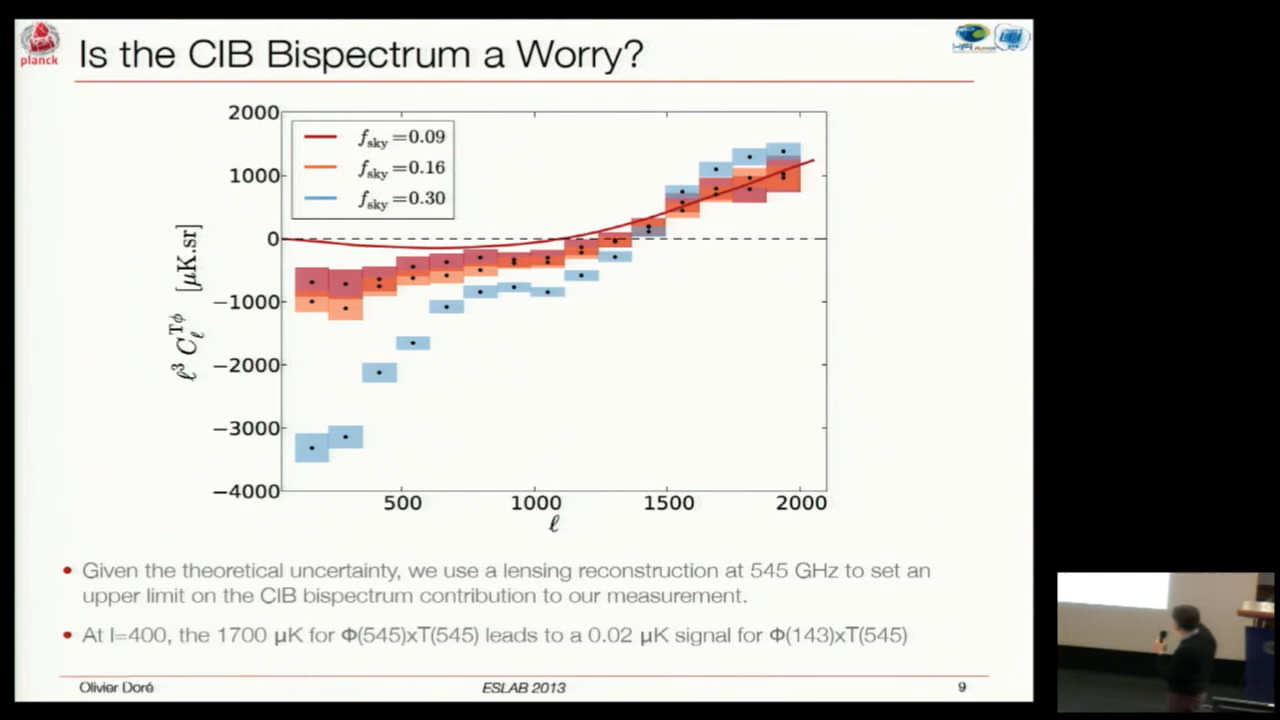 planck
Is the CIB Bispectrum a Worry?
HFI PLANCK
2000
1000
0
−1000
−2000
−3000
−4000
ℓ³ C_ℓ^{Tϕ} [μK.sr]
f_sky=0.09
f_sky=0.16
f_sky=0.30
500
1000
1500
2000
ℓ
• Given the theoretical uncertainty, we use a lensing reconstruction at 545 GHz to set an
upper limit on the CIB bispectrum contribution to our measurement.
• At l=400, the 1700 μK for Φ(545)xT(545) leads to a 0.02 μK signal for Φ(143)xT(545)
Olivier Doré
ESLAB 2013
9